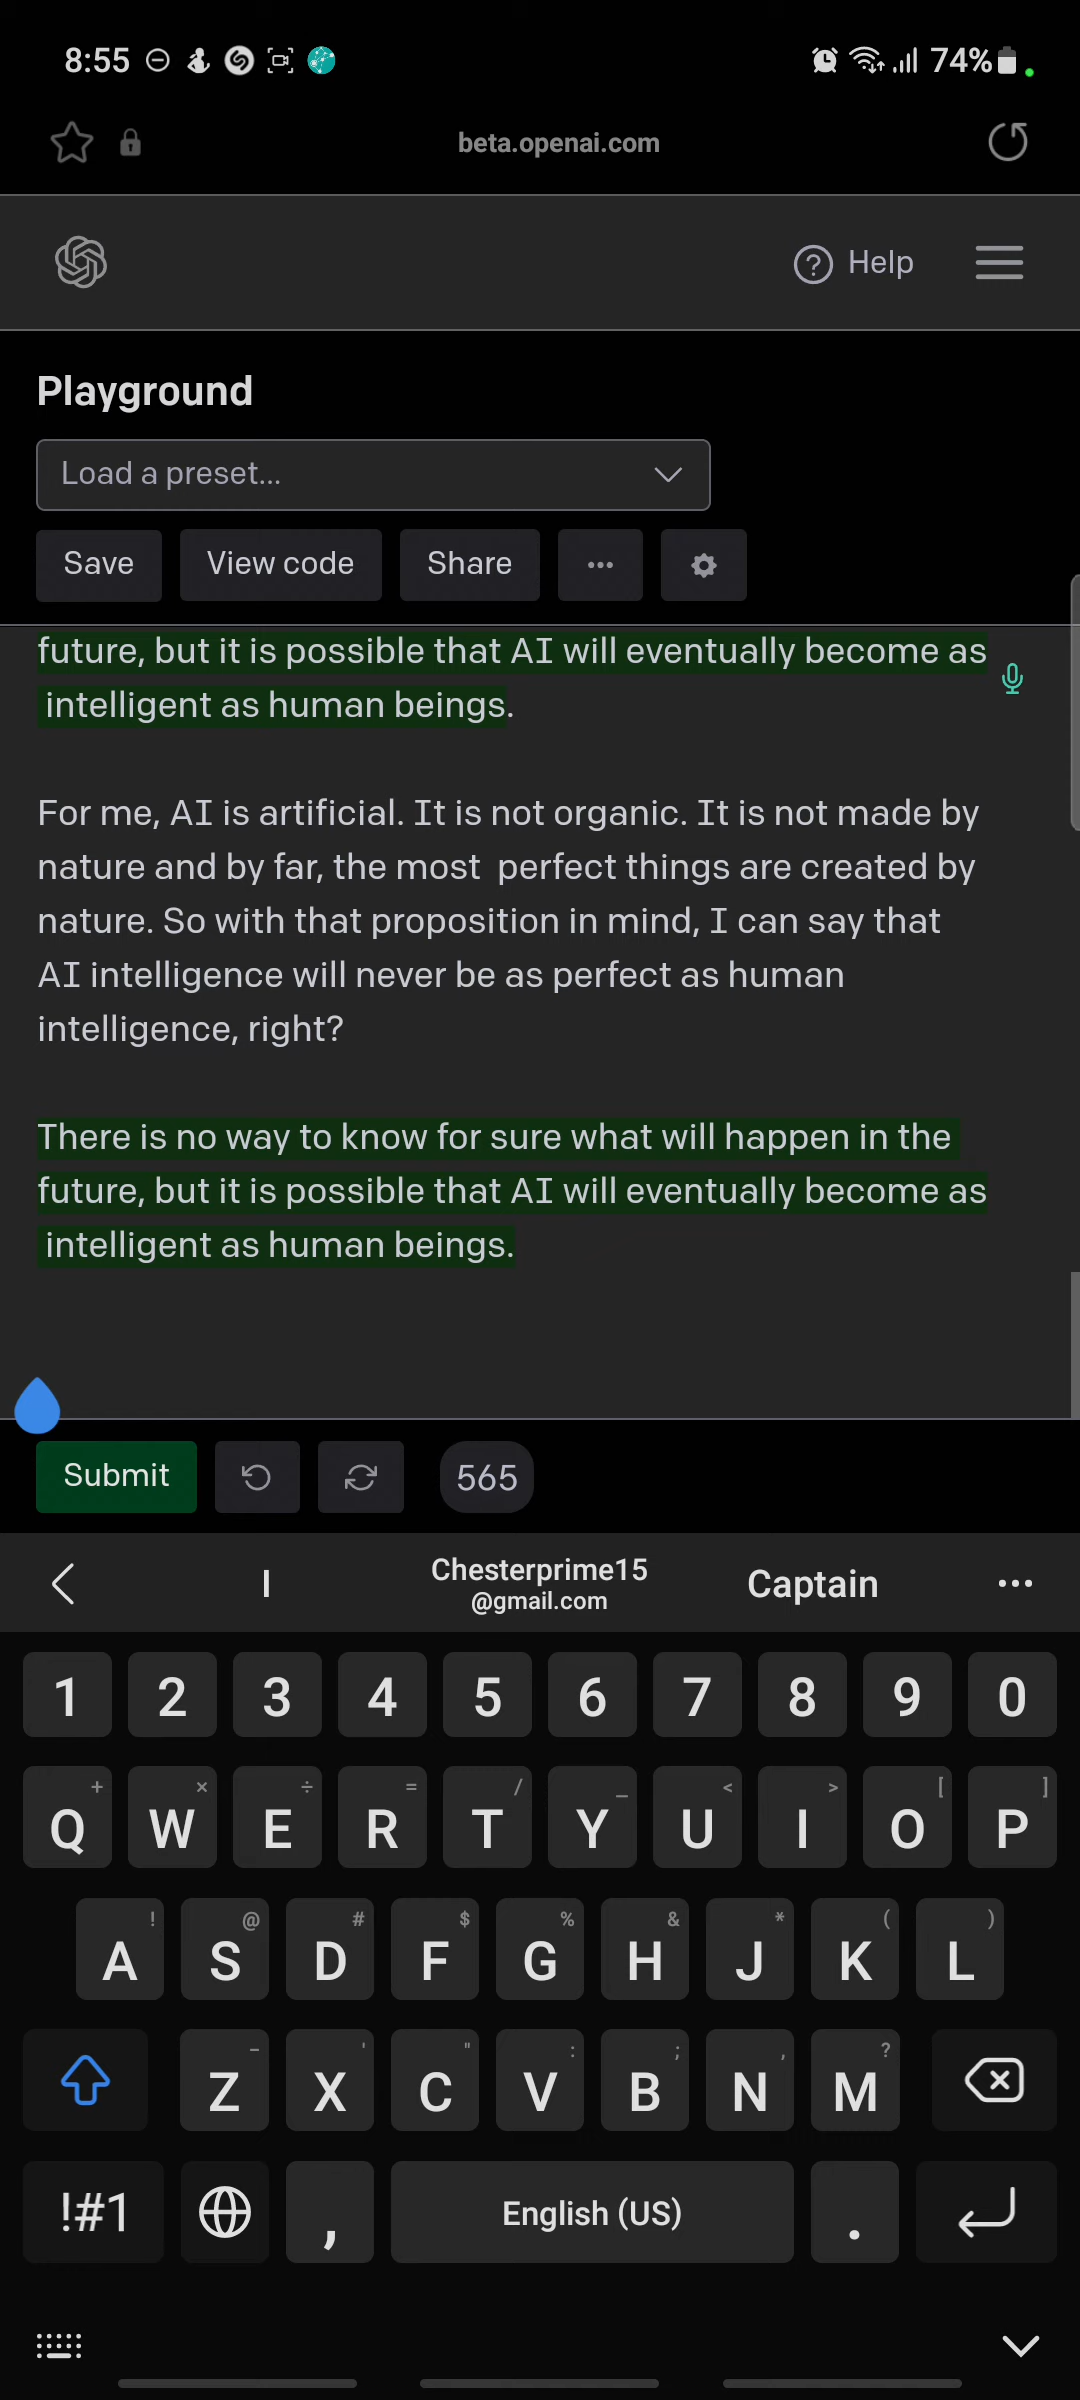 8:55
74%
beta.openai.com
Help
Playground
Load a preset...
Save View code Share ...
future, but it is possible that AI will eventually become as
intelligent as human beings.
For me, AI is artificial. It is not organic. It is not made by
nature and by far, the most  perfect things are created by
nature. So with that proposition in mind, I can say that
AI intelligence will never be as perfect as human
intelligence, right?
There is no way to know for sure what will happen in the
future, but it is possible that AI will eventually become as
intelligent as human beings.
Submit 565
I Chesterprime15 Captain ...
@gmail.com
1 2 3 4 5 6 7 8 9 0
+ × ÷ = / _ < > [ ]
Q W E R T Y U I O P
! @ # $ % & * ( )
A S D F G H J K L
- ' " : ; , ?
Z X C V B N M
!#1 , English (US) .